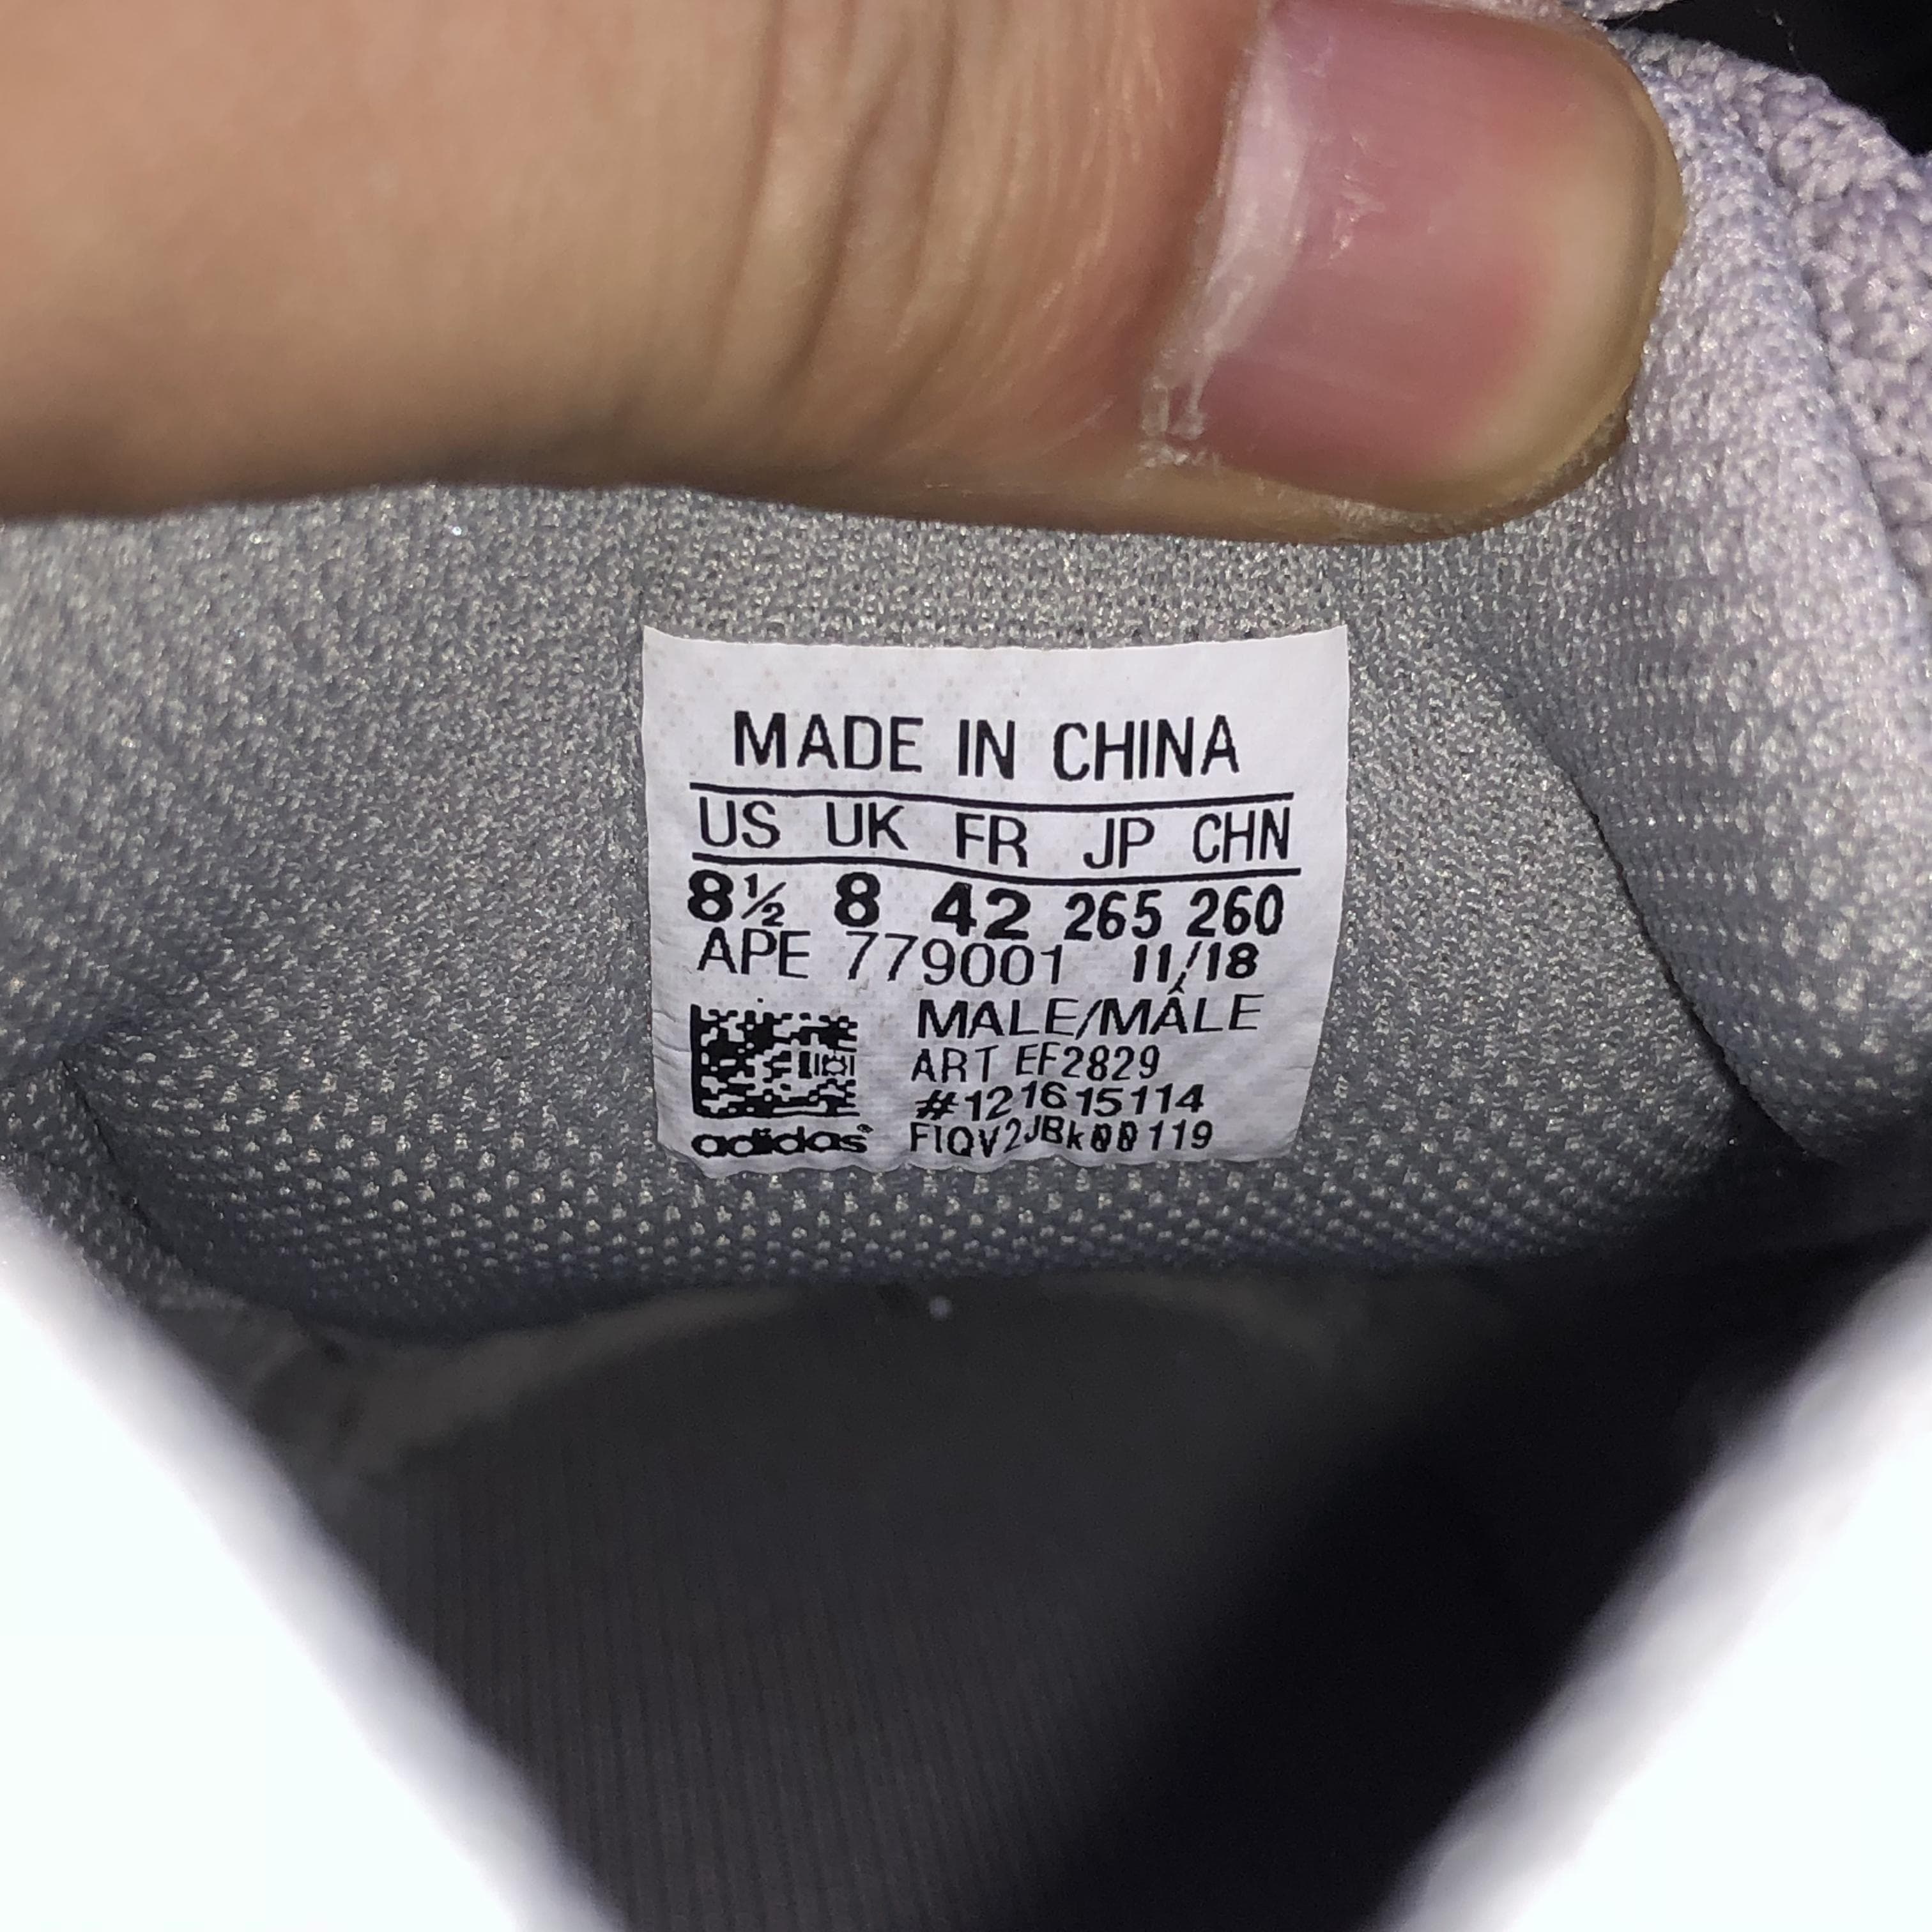 MADE IN CHINA
US UK FR JP CHN
8½ 8 42 265 260
APE 779001 11/18
MALE/MÂLE
ART EF2829
#121615114
adidas® FIQV2JBk00119